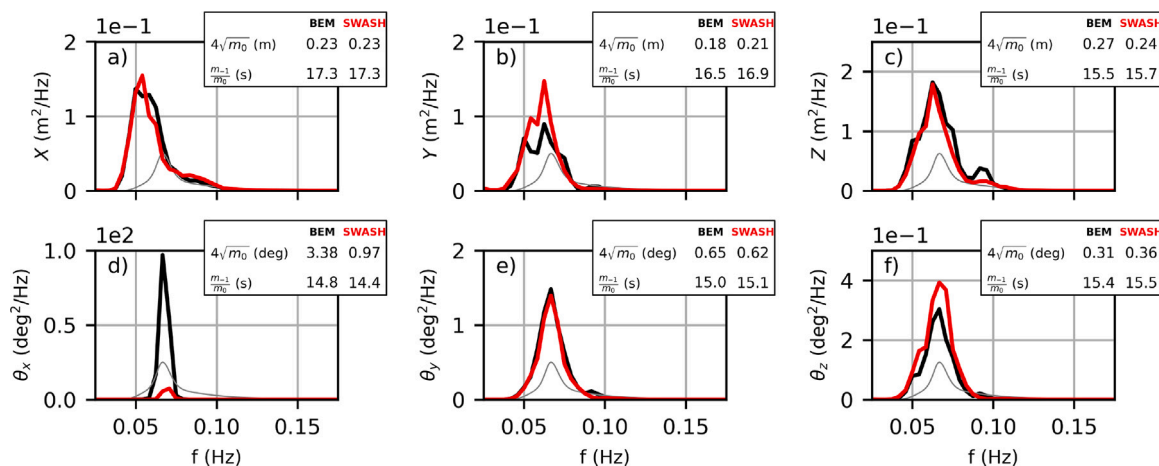 1e−1
BEM SWASH
4√m₀ (m) 0.23 0.23
m₋₁/m₀ (s) 17.3 17.3
a)
2
1
0
X (m²/Hz)
1e−1
BEM SWASH
4√m₀ (m) 0.18 0.21
m₋₁/m₀ (s) 16.5 16.9
b)
2
1
0
Y (m²/Hz)
BEM SWASH
4√m₀ (m) 0.27 0.24
m₋₁/m₀ (s) 15.5 15.7
c)
2
1
0
Z (m²/Hz)
1e2
BEM SWASH
4√m₀ (deg) 3.38 0.97
m₋₁/m₀ (s) 14.8 14.4
d)
1.0
0.5
0.0
θₓ (deg²/Hz)
0.05 0.10 0.15
f (Hz)
BEM SWASH
4√m₀ (deg) 0.65 0.62
m₋₁/m₀ (s) 15.0 15.1
e)
2
1
0
θ_y (deg²/Hz)
0.05 0.10 0.15
f (Hz)
1e−1
BEM SWASH
4√m₀ (deg) 0.31 0.36
m₋₁/m₀ (s) 15.4 15.5
f)
4
2
0
θ_z (deg²/Hz)
0.05 0.10 0.15
f (Hz)